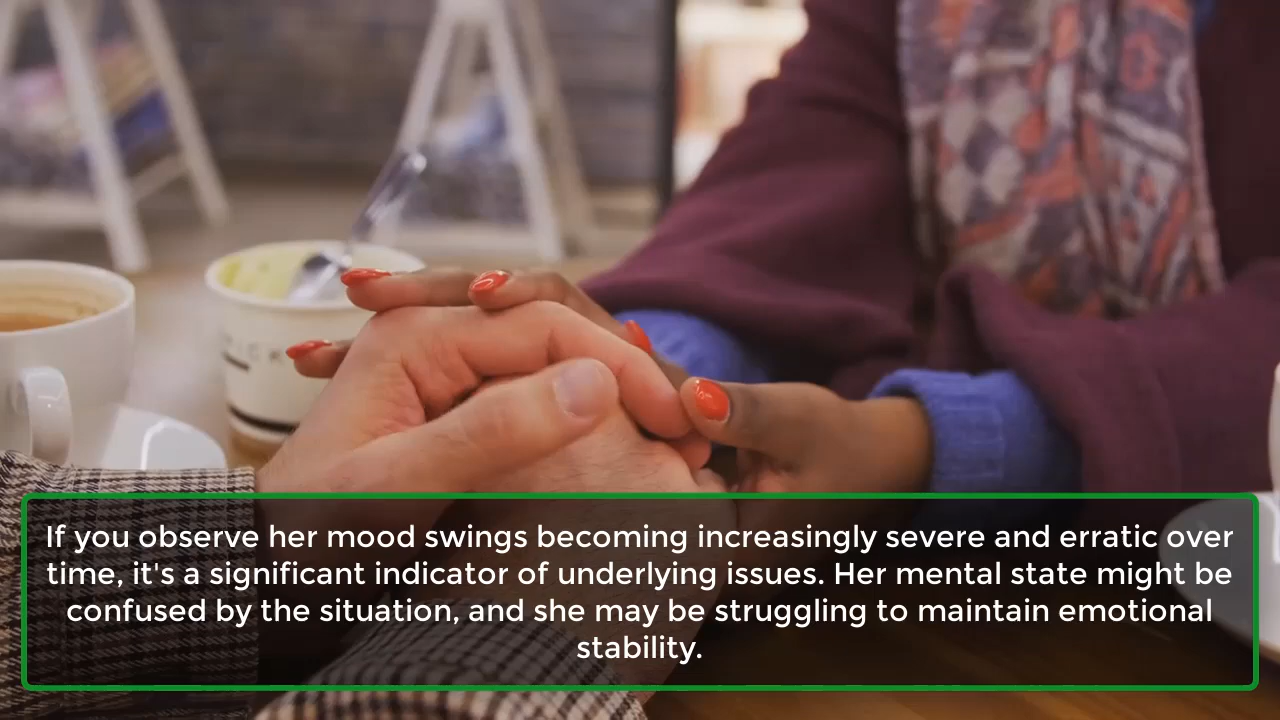 If you observe her mood swings becoming increasingly severe and erratic over
time, it's a significant indicator of underlying issues. Her mental state might be
confused by the situation, and she may be struggling to maintain emotional
stability.